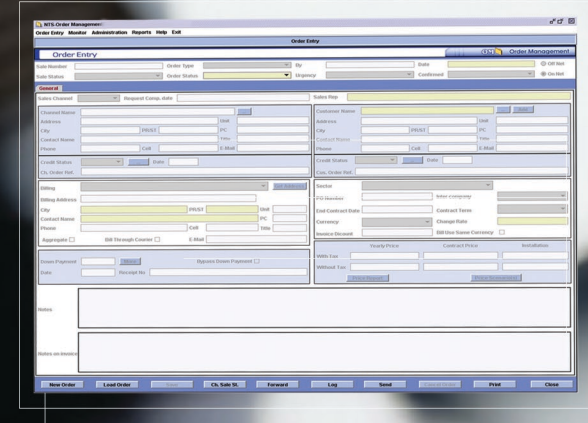 NTS-Order Management
Order Entry Monitor Administration Reports Help Exit
Order Entry
Order Entry Order Management
Sale Number Order Type By Date Off Net
Sale Status Order Status Urgency Confirmed On-Net
General
Sales Channel Request Comp. date Sales Rep.
Channel Name Customer Name
Address Unit Address Unit
City PR/ST PC City PR/ST PC
Contact Name Title Contact Name Title
Phone Cell E.Mail Phone Cell E.Mail
Credit Status Date Credit Status Date
Ch. Order Ref. Cus. Order Ref.
Billing Sector
Billing Address PO Number Inter Company
City PR/ST Unit End Contract Date Contract Term
Contact Name PC Currency Change Rate
Phone Cell Title Invoice Discount Bill Use Same Currency
Aggregate Bill Through Courier E-Mail
Yearly Price Contract Price Installation
Down Payment Bypass Down Payment With Tax
Date Receipt No Without Tax
Notes
Notes on Invoice
New Order Load Order Save Ch. Sale St. Forward Log Send Cancel Order Print Close